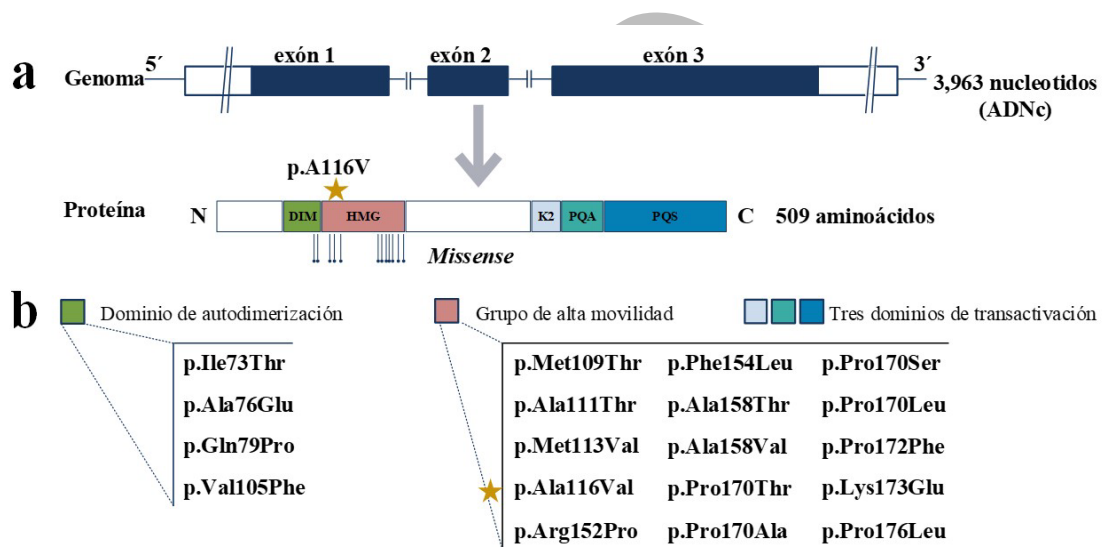 a
Genoma
5´
exón 1
exón 2
exón 3
3´
3,963 nucleotidos
(ADNc)
p.A116V
Proteína
N
DIM
HMG
K2
PQA
PQS
C
509 aminoácidos
Missense
b
Dominio de autodimerización
Grupo de alta movilidad
Tres dominios de transactivación
p.Ile73Thr
p.Ala76Glu
p.Gln79Pro
p.Val105Phe
p.Met109Thr p.Phe154Leu p.Pro170Ser
p.Ala111Thr p.Ala158Thr p.Pro170Leu
p.Met113Val p.Ala158Val p.Pro172Phe
p.Ala116Val p.Pro170Thr p.Lys173Glu
p.Arg152Pro p.Pro170Ala p.Pro176Leu